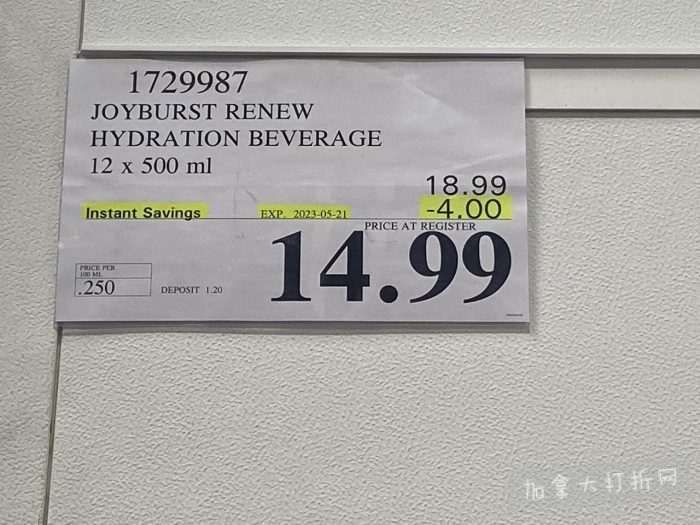 1729987
JOYBURST RENEW
HYDRATION BEVERAGE
12 x 500 ml
18.99
Instant Savings EXP. 2023-05-21 -4.00
PRICE AT REGISTER
14.99
PRICE PER
100 ML
.250
DEPOSIT 1.20
加拿大打折网